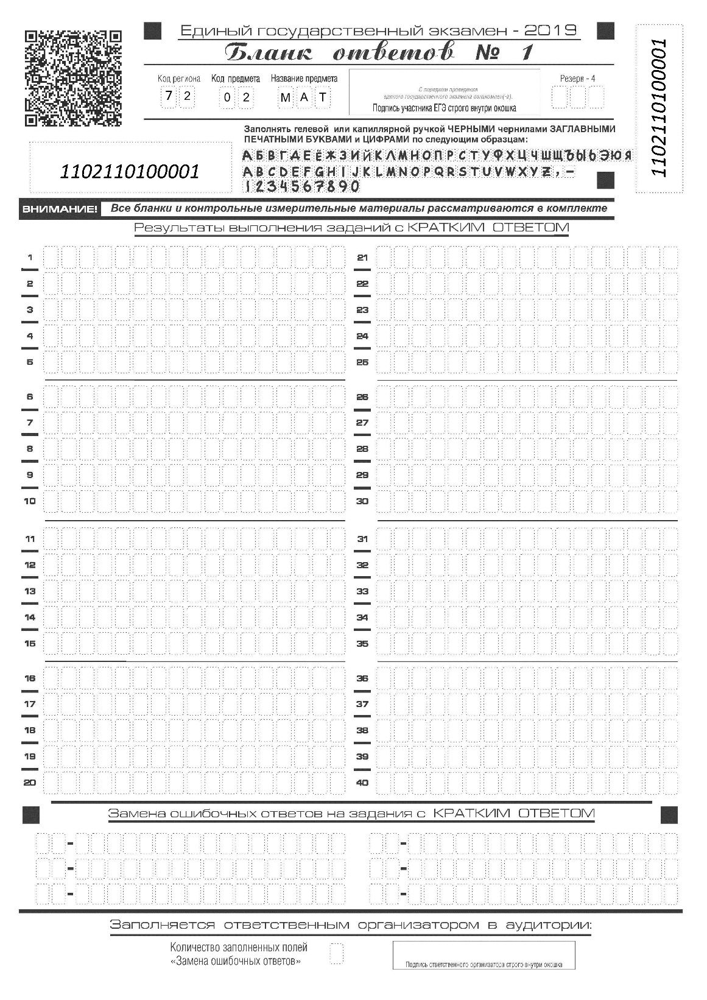 Единый государственный экзамен - 2019
Бланк ответов № 1
Код региона Код предмета Название предмета Резерв - 4
7 2 0 2 М А Т
С порядком проведения
единого государственного экзамена ознакомлен(-а).
Подпись участника ЕГЭ строго внутри окошка
1102110100001
Заполнять гелевой или капиллярной ручкой ЧЕРНЫМИ чернилами ЗАГЛАВНЫМИ
ПЕЧАТНЫМИ БУКВАМИ и ЦИФРАМИ по следующим образцам:
АБВГДЕЁЖЗИЙКЛМНОПРСТУФХЦЧШЩЪЫЬЭЮЯ
ABCDEFGHIJKLMNOPQRSTUVWXYZ,-
1234567890
1102110100001
ВНИМАНИЕ! Все бланки и контрольные измерительные материалы рассматриваются в комплекте
Результаты выполнения заданий с КРАТКИМ ОТВЕТОМ
1 21
2 22
3 23
4 24
5 25
6 26
7 27
8 28
9 29
10 30
11 31
12 32
13 33
14 34
15 35
16 36
17 37
18 38
19 39
20 40
Замена ошибочных ответов на задания с КРАТКИМ ОТВЕТОМ
- -
- -
- -
Заполняется ответственным организатором в аудитории:
Количество заполненных полей
«Замена ошибочных ответов»
Подпись ответственного организатора строго внутри окошка